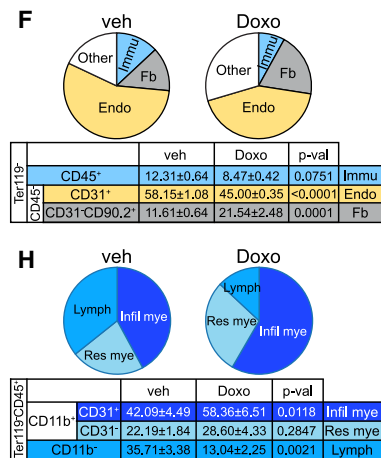 F
veh Doxo
Other Immu Fb Endo
Other Immu Fb Endo
veh Doxo p-val
Ter119-
CD45+ 12.31±0.64 8.47±0.42 0.0751 Immu
CD45-
CD31+ 58.15±1.08 45.00±0.35 <0.0001 Endo
CD31-CD90.2+ 11.61±0.64 21.54±2.48 0.0001 Fb
H
veh Doxo
Lymph Infil mye Res mye
Lymph Res mye Infil mye
veh Doxo p-val
Ter119-CD45+
CD11b+
CD31+ 42.09±4.49 58.36±6.51 0.0118 Infil mye
CD31- 22.19±1.84 28.60±4.33 0.2847 Res mye
CD11b- 35.71±3.38 13.04±2.25 0.0021 Lymph